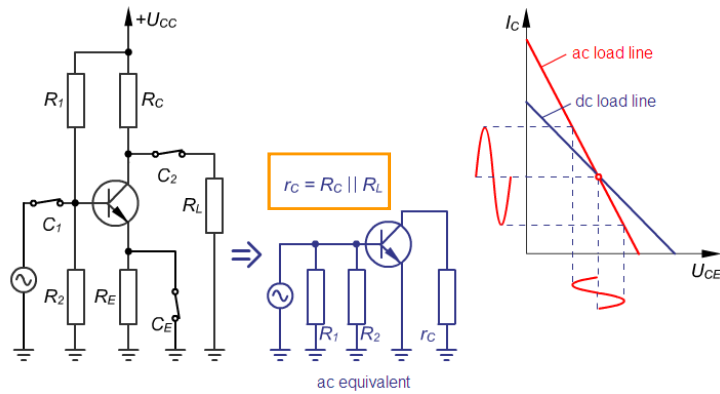 +U_CC
R_1
R_C
C_2
C_1
R_L
R_2
R_E
C_E
r_C = R_C || R_L
R_1
R_2
r_C
ac equivalent
I_C
ac load line
dc load line
U_CE